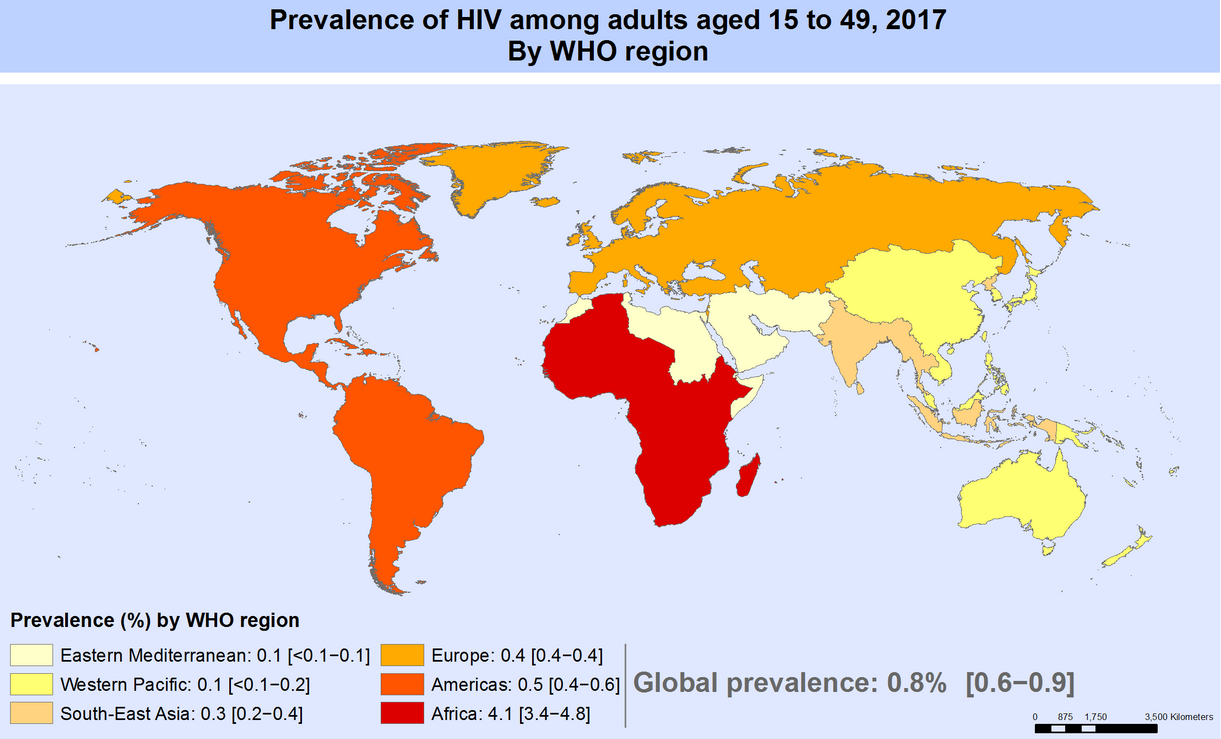 Prevalence of HIV among adults aged 15 to 49, 2017
By WHO region
Prevalence (%) by WHO region
Eastern Mediterranean: 0.1 [<0.1−0.1]
Western Pacific: 0.1 [<0.1−0.2]
South-East Asia: 0.3 [0.2−0.4]
Europe: 0.4 [0.4−0.4]
Americas: 0.5 [0.4−0.6]
Africa: 4.1 [3.4−4.8]
Global prevalence: 0.8% [0.6−0.9]
0 875 1,750 3,500 Kilometers